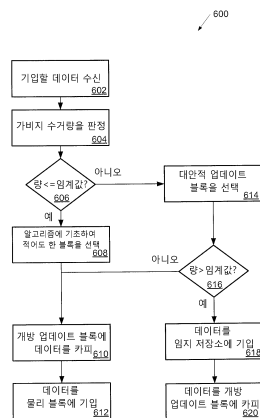 600
기입할 데이터 수신
602
가비지 수거량을 판정
604
량<=임계값?
606
아니오
예
대안적 업데이트
블록을 선택
614
알고리즘에 기초하여
적어도 한 블록을 선택
608
아니오
량>임계값?
616
예
개방 업데이트 블록에
데이터를 카피
610
데이터를
임지 저장소에 기입
618
데이터를
물리 블록에 기입
612
데이터를 개방
업데이트 블록에 카피
620